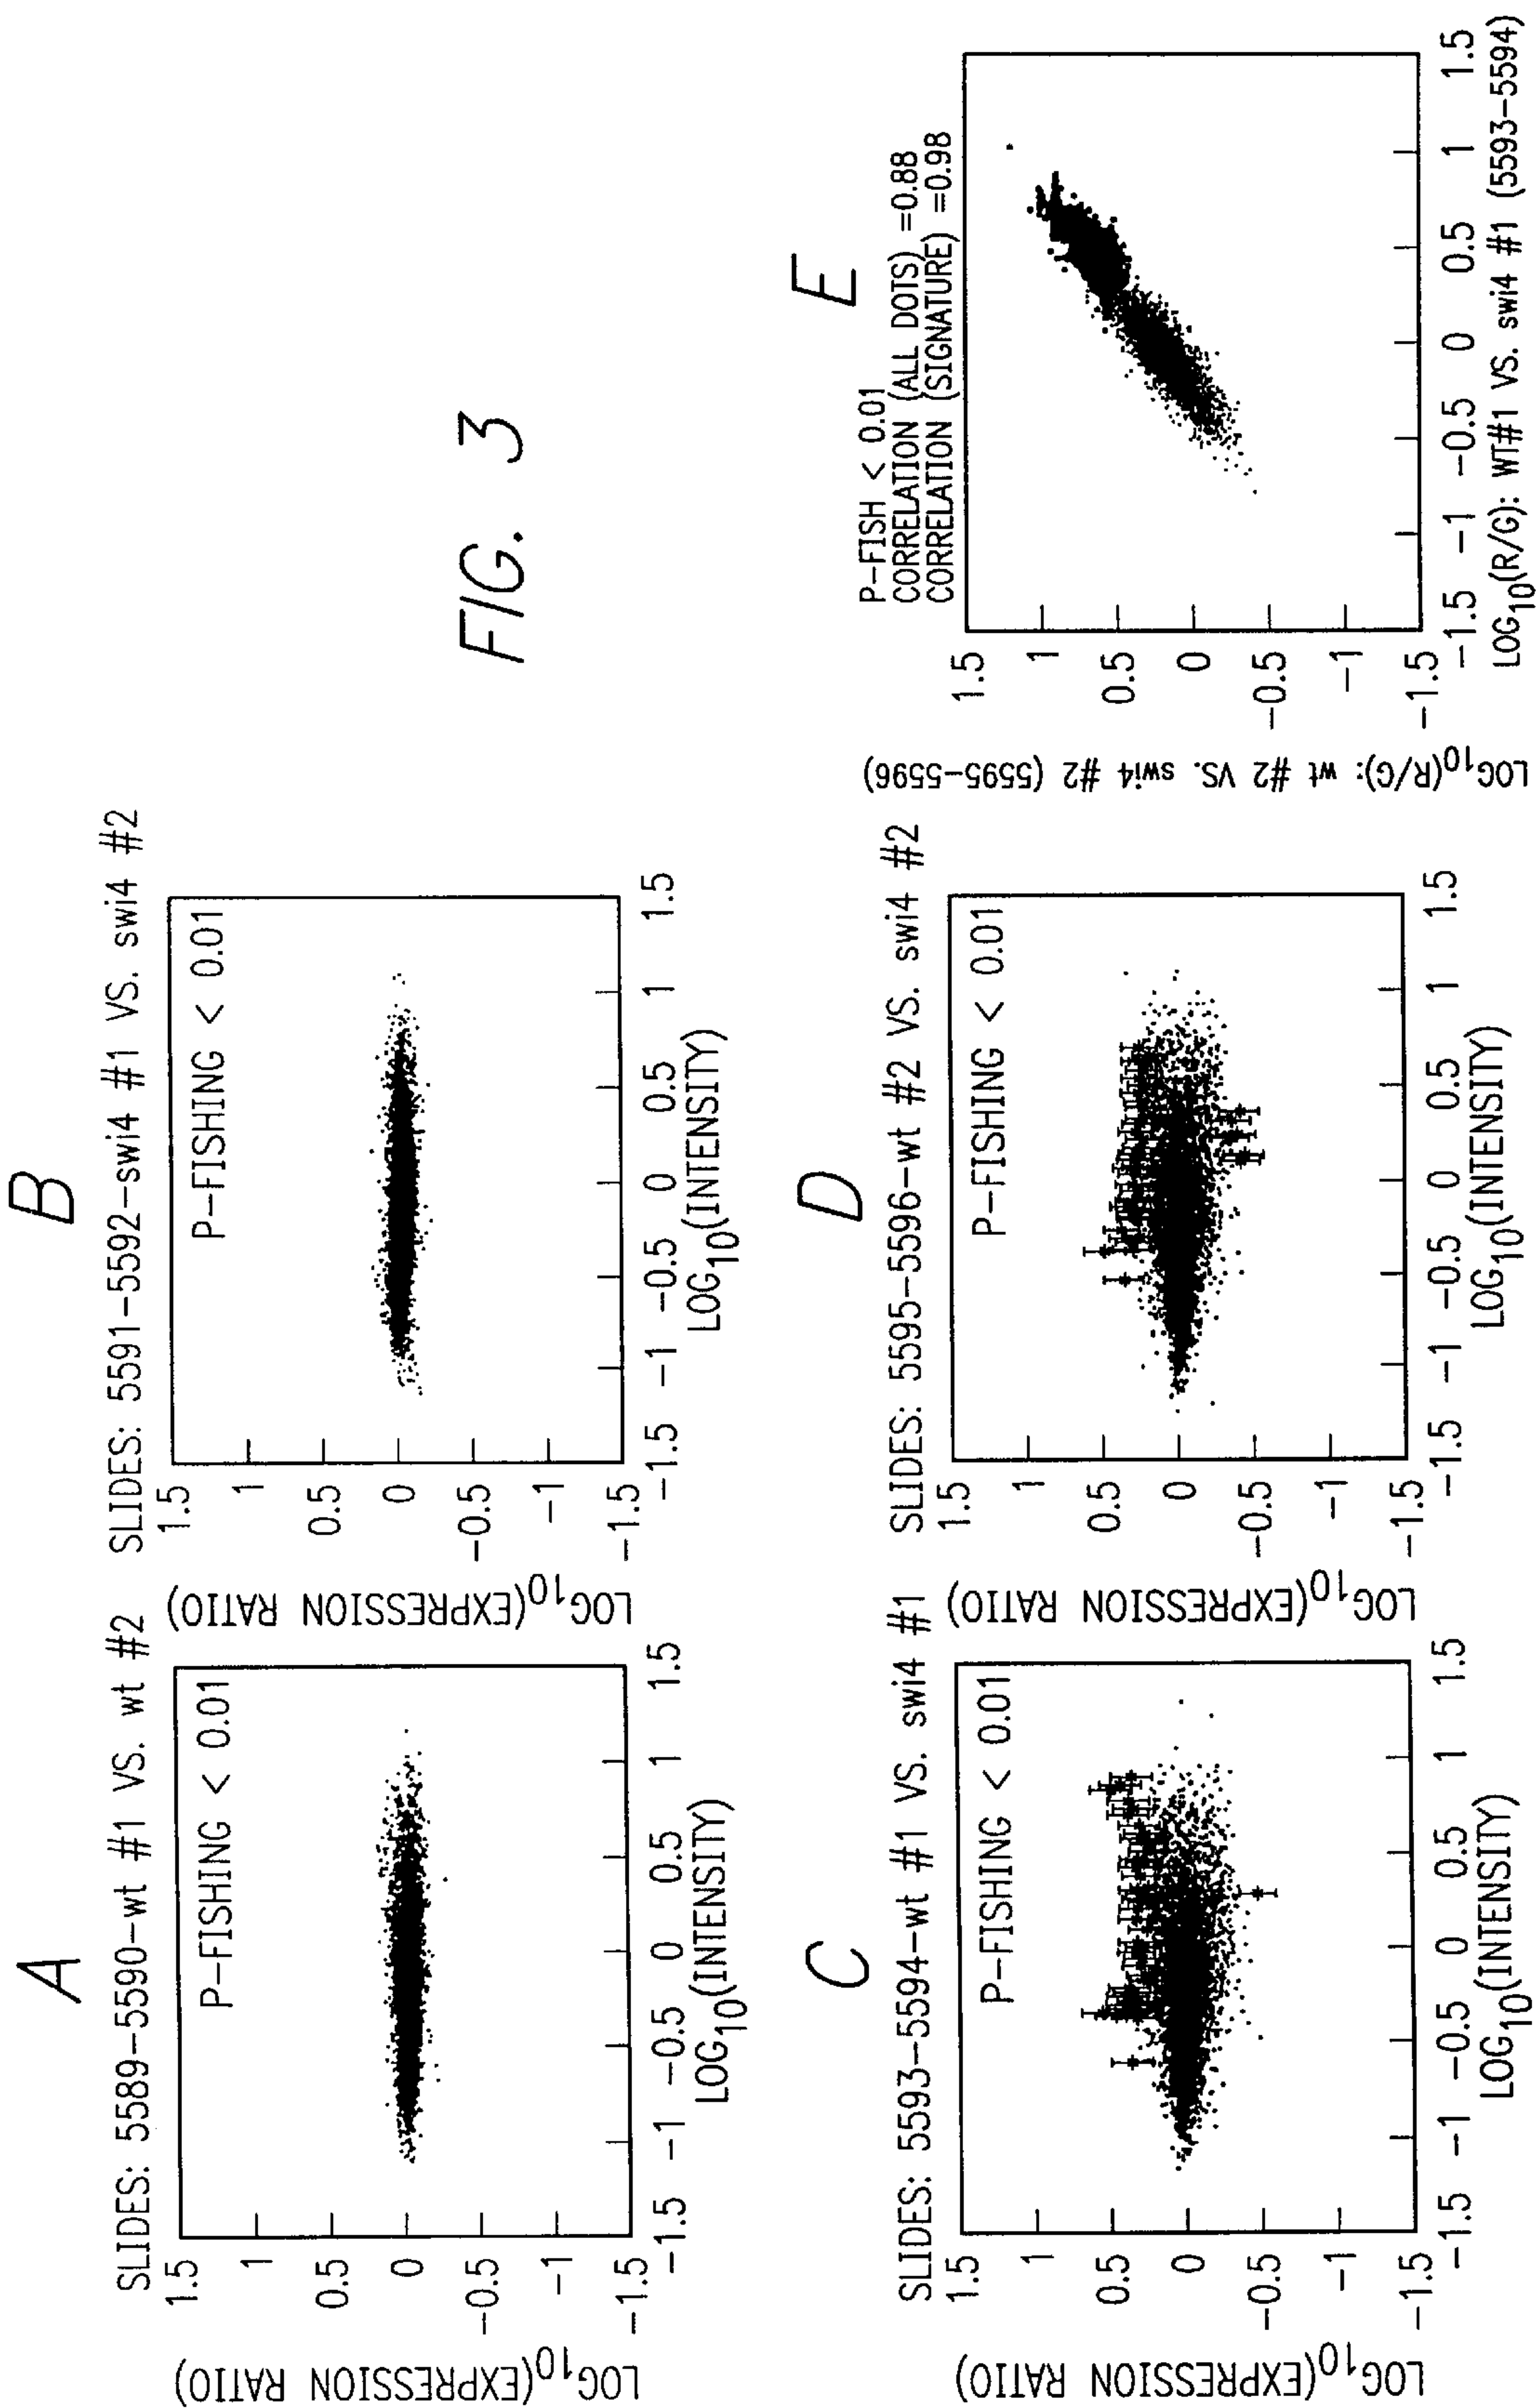 FIG. 3
A
SLIDES: 5589-5590-wt #1 VS. wt #2
P-FISHING < 0.01
LOG10(EXPRESSION RATIO)
1.5
1
0.5
0
-0.5
-1
-1.5
-1.5 -1 -0.5 0 0.5 1 1.5
LOG10(INTENSITY)
B
SLIDES: 5591-5592-swi4 #1 VS. swi4 #2
P-FISHING < 0.01
LOG10(EXPRESSION RATIO)
1.5
1
0.5
0
-0.5
-1
-1.5
-1.5 -1 -0.5 0 0.5 1 1.5
LOG10(INTENSITY)
C
SLIDES: 5593-5594-wt #1 VS. swi4 #1
P-FISHING < 0.01
LOG10(EXPRESSION RATIO)
1.5
1
0.5
0
-0.5
-1
-1.5
-1.5 -1 -0.5 0 0.5 1 1.5
LOG10(INTENSITY)
D
SLIDES: 5595-5596-wt #2 VS. swi4 #2
P-FISHING < 0.01
LOG10(EXPRESSION RATIO)
1.5
1
0.5
0
-0.5
-1
-1.5
-1.5 -1 -0.5 0 0.5 1 1.5
LOG10(INTENSITY)
E
P-FISH < 0.01
CORRELATION (ALL DOTS) =0.88
CORRELATION (SIGNATURE) =0.98
LOG10(R/G): wt #2 VS. swi4 #2 (5595-5596)
1.5
1
0.5
0
-0.5
-1
-1.5
-1.5 -1 -0.5 0 0.5 1 1.5
LOG10(R/G): WT#1 VS. swi4 #1 (5593-5594)